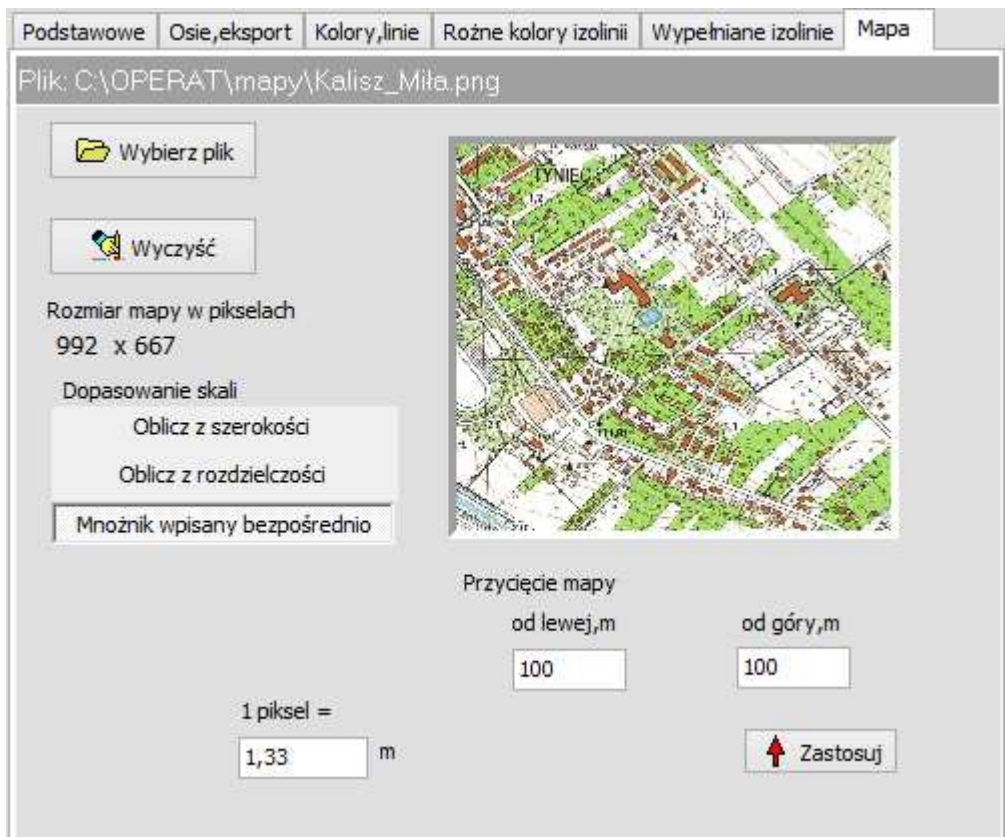 Podstawowe Osie,eksport Kolory,linie Rożne kolory izolinii Wypełniane izolinie Mapa
Plik: C:\OPERAT\mapy\Kalisz_Miła.png
Wybierz plik
TYNIEC
Wyczyść
Rozmiar mapy w pikselach
992 x 667
Dopasowanie skali
Oblicz z szerokości
Oblicz z rozdzielczości
Mnożnik wpisany bezpośrednio
Przycięcie mapy
od lewej,m od góry,m
100 100
1 piksel =
1,33 m
Zastosuj